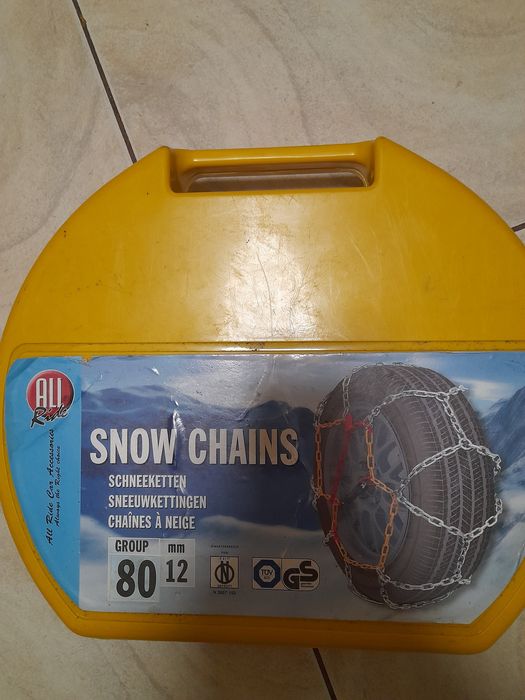 ALL
Ride
All Ride Car Accessories
Always the Right choice
SNOW CHAINS
SCHNEEKETTEN
SNEEUWKETTINGEN
CHAÎNES À NEIGE
GROUP mm
80 12
TÜV
GS